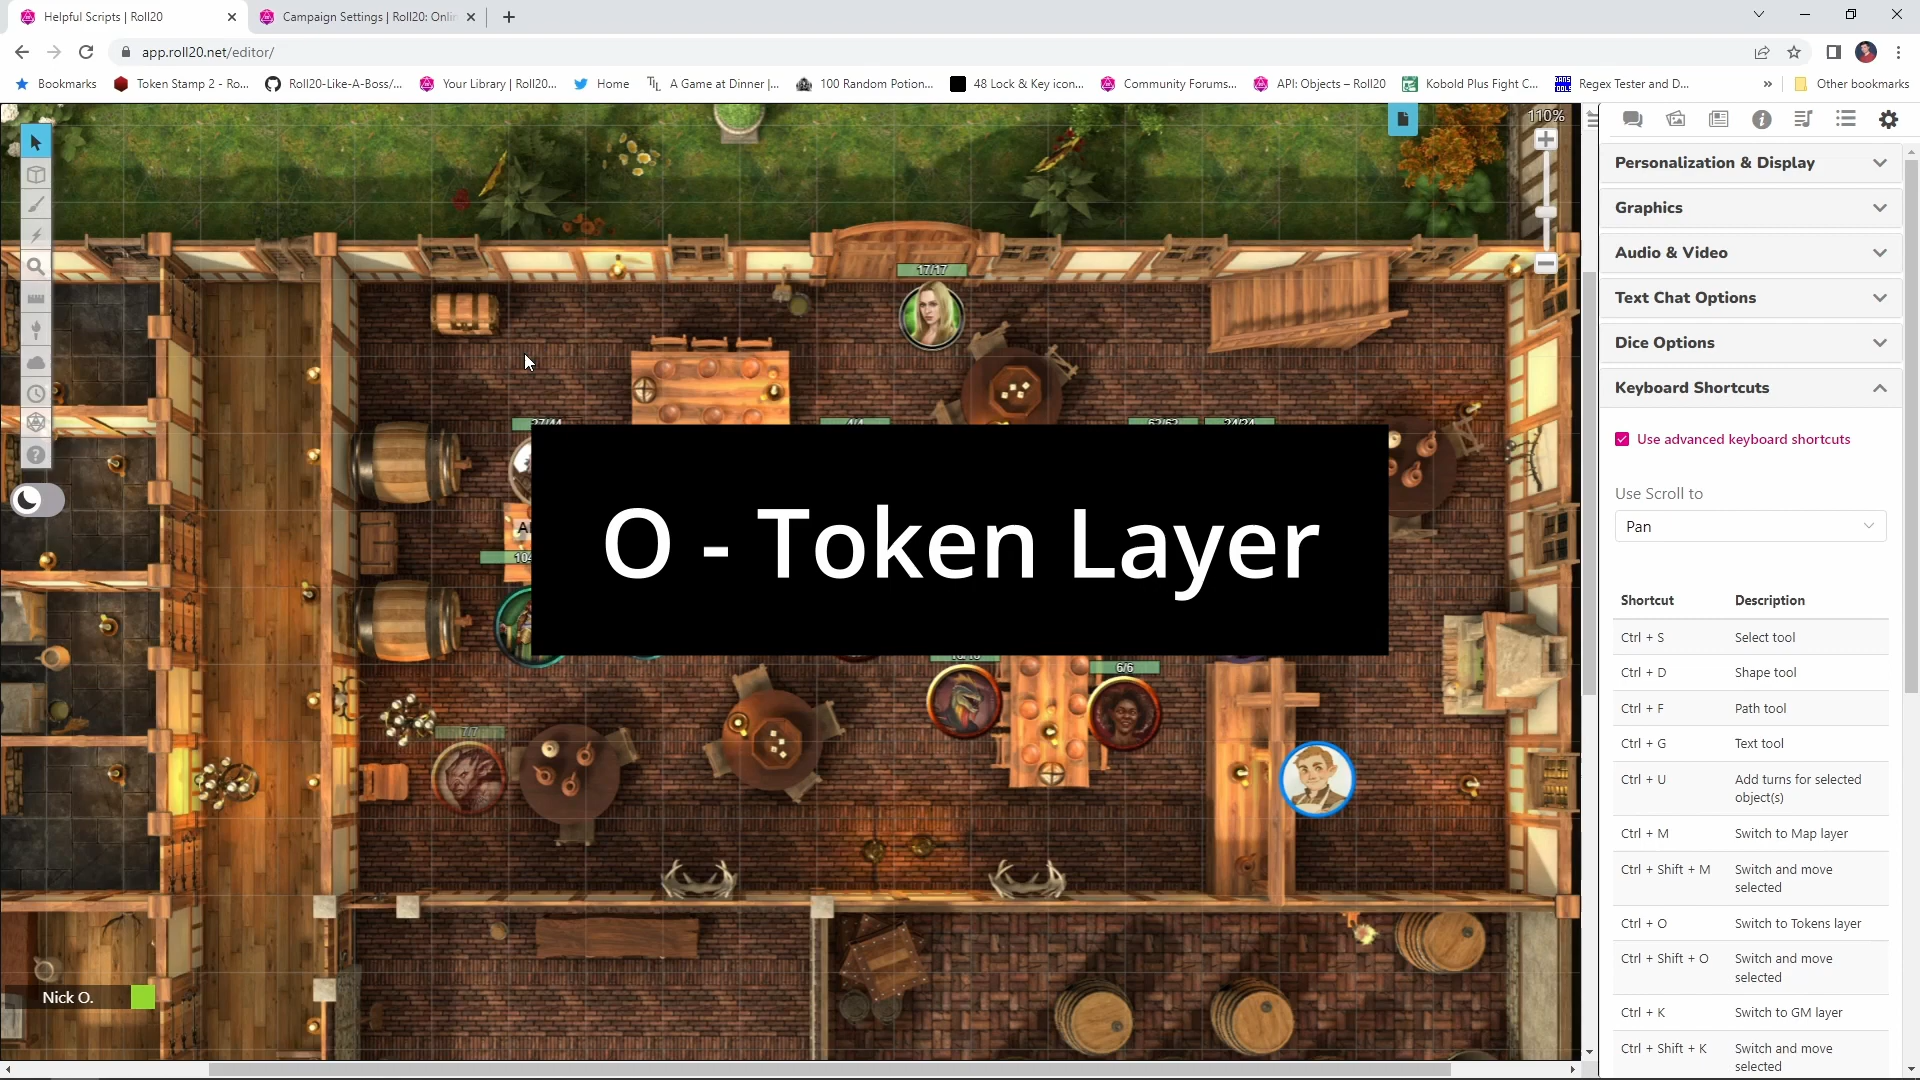 Helpful Scripts | Roll20
Campaign Settings | Roll20: Onlin
app.roll20.net/editor/
Bookmarks
Token Stamp 2 - Ro...
Roll20-Like-A-Boss/...
Your Library | Roll20...
Home
A Game at Dinner |...
100 Random Potion...
48 Lock & Key icon...
Community Forums...
API: Objects – Roll20
Kobold Plus Fight C...
Regex Tester and D...
»
Other bookmarks
110%
Personalization & Display
Graphics
Audio & Video
Text Chat Options
Dice Options
Keyboard Shortcuts
Use advanced keyboard shortcuts
Use Scroll to
Pan
Shortcut Description
Ctrl + S Select tool
Ctrl + D Shape tool
Ctrl + F Path tool
Ctrl + G Text tool
Ctrl + U Add turns for selected
object(s)
Ctrl + M Switch to Map layer
Ctrl + Shift + M Switch and move
selected
Ctrl + O Switch to Tokens layer
Ctrl + Shift + O Switch and move
selected
Ctrl + K Switch to GM layer
Ctrl + Shift + K Switch and move
selected
17/17
O - Token Layer
6/6
7/7
Nick O.